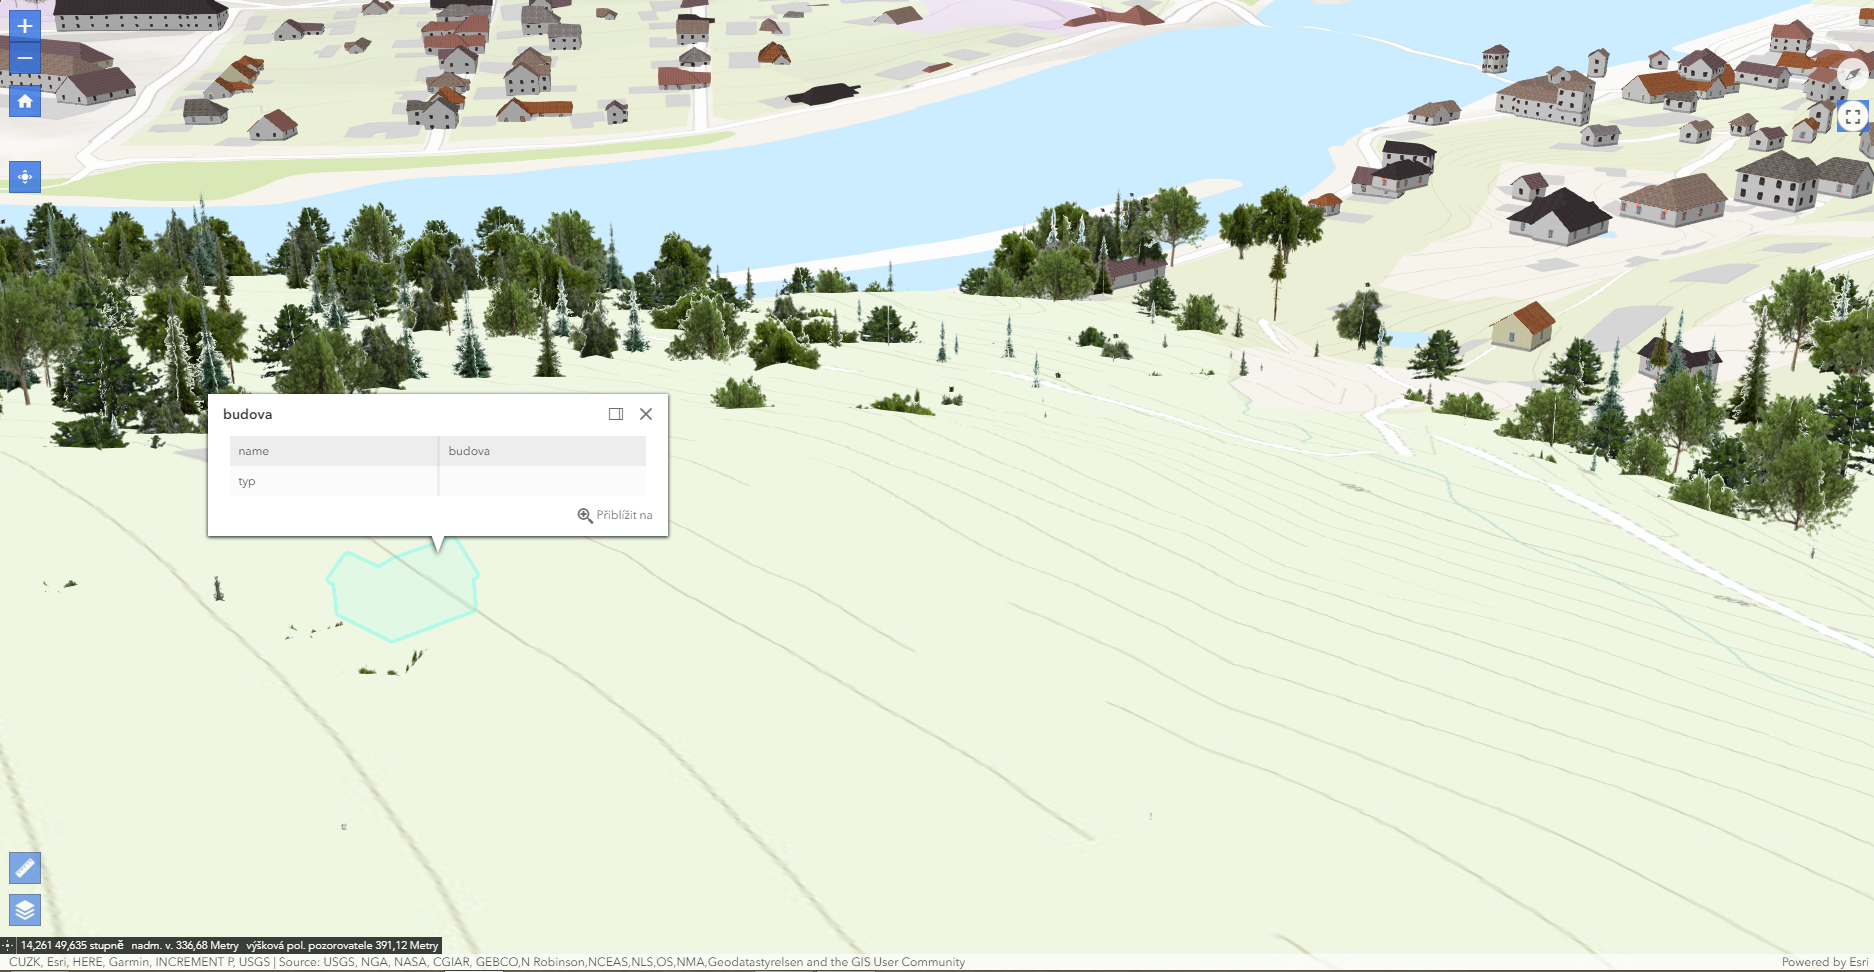 budova
name budova
typ
Přiblížit na
14,261 49,635 stupně nadm. v. 336,68 Metry výšková pol. pozorovatele 391,12 Metry
CUZK, Esri, HERE, Garmin, INCREMENT P, USGS | Source: USGS, NGA, NASA, CGIAR, GEBCO,N Robinson,NCEAS,NLS,OS,NMA,Geodatastyrelsen and the GIS User Community
Powered by Esri